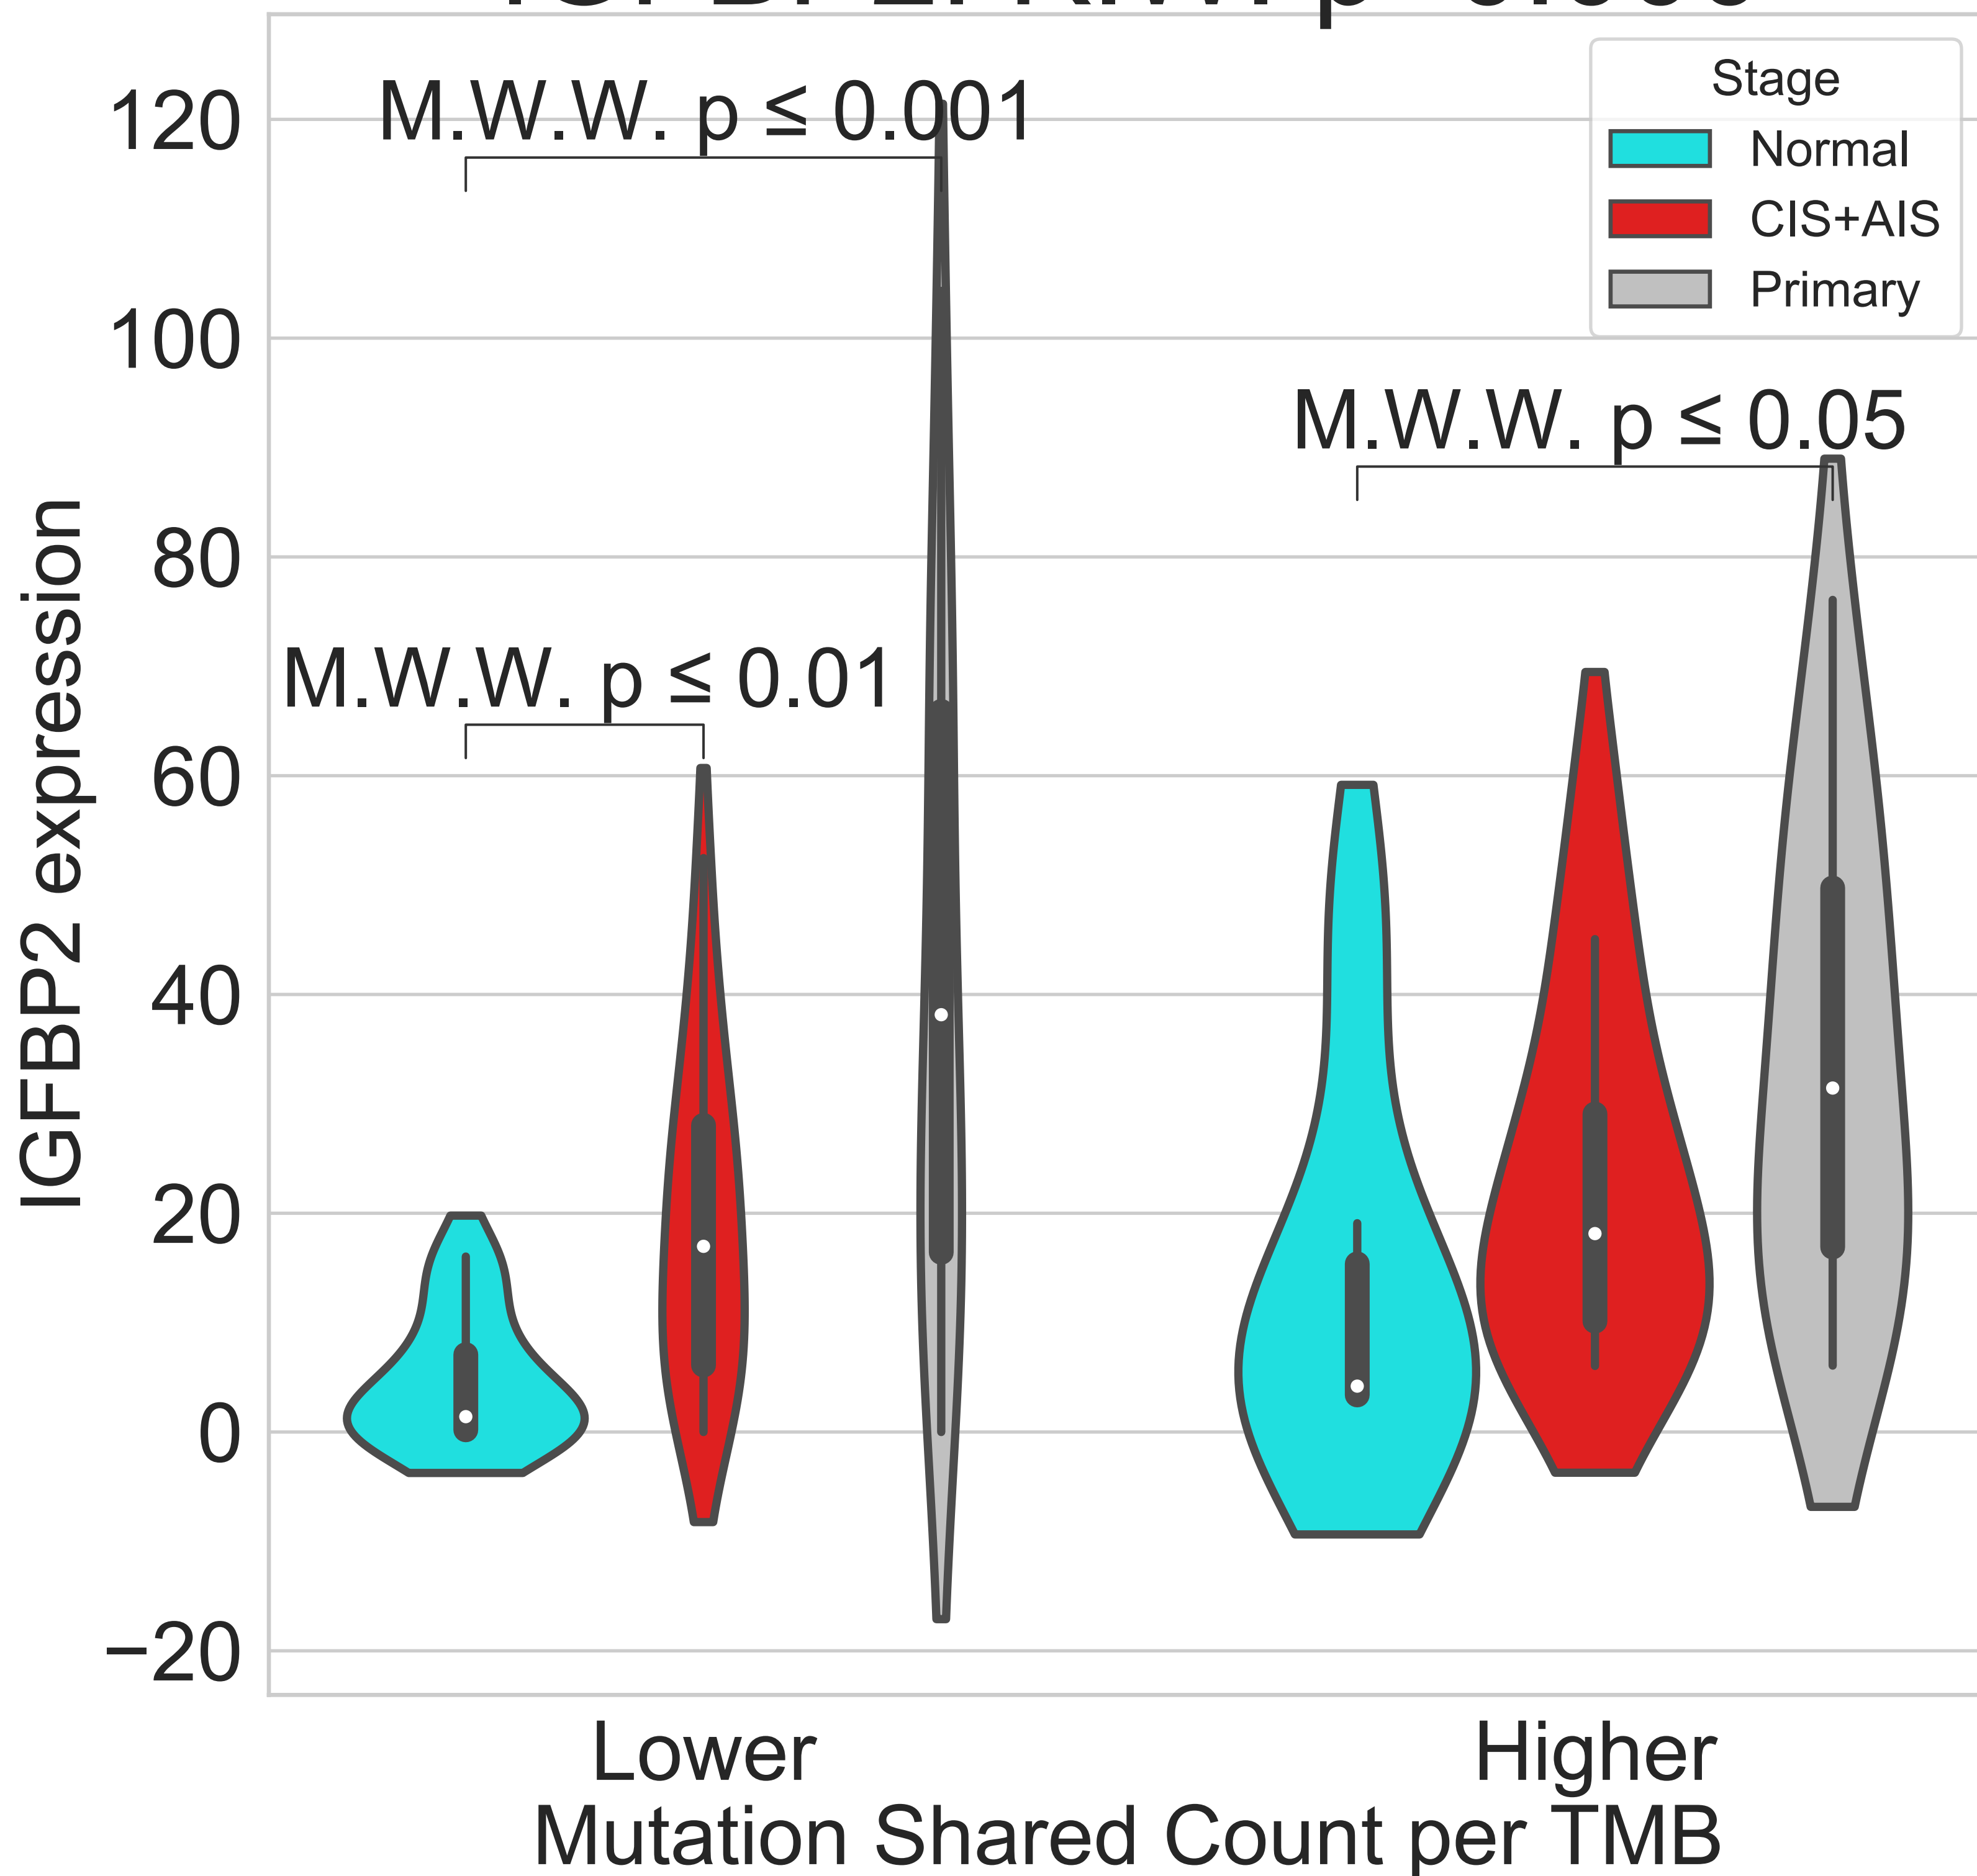 Stage
Normal
CIS+AIS
Primary
M.W.W. p ≤ 0.001
M.W.W. p ≤ 0.05
M.W.W. p ≤ 0.01
IGFBP2 expression
120
100
80
60
40
20
0
−20
Lower
Higher
Mutation Shared Count per TMB